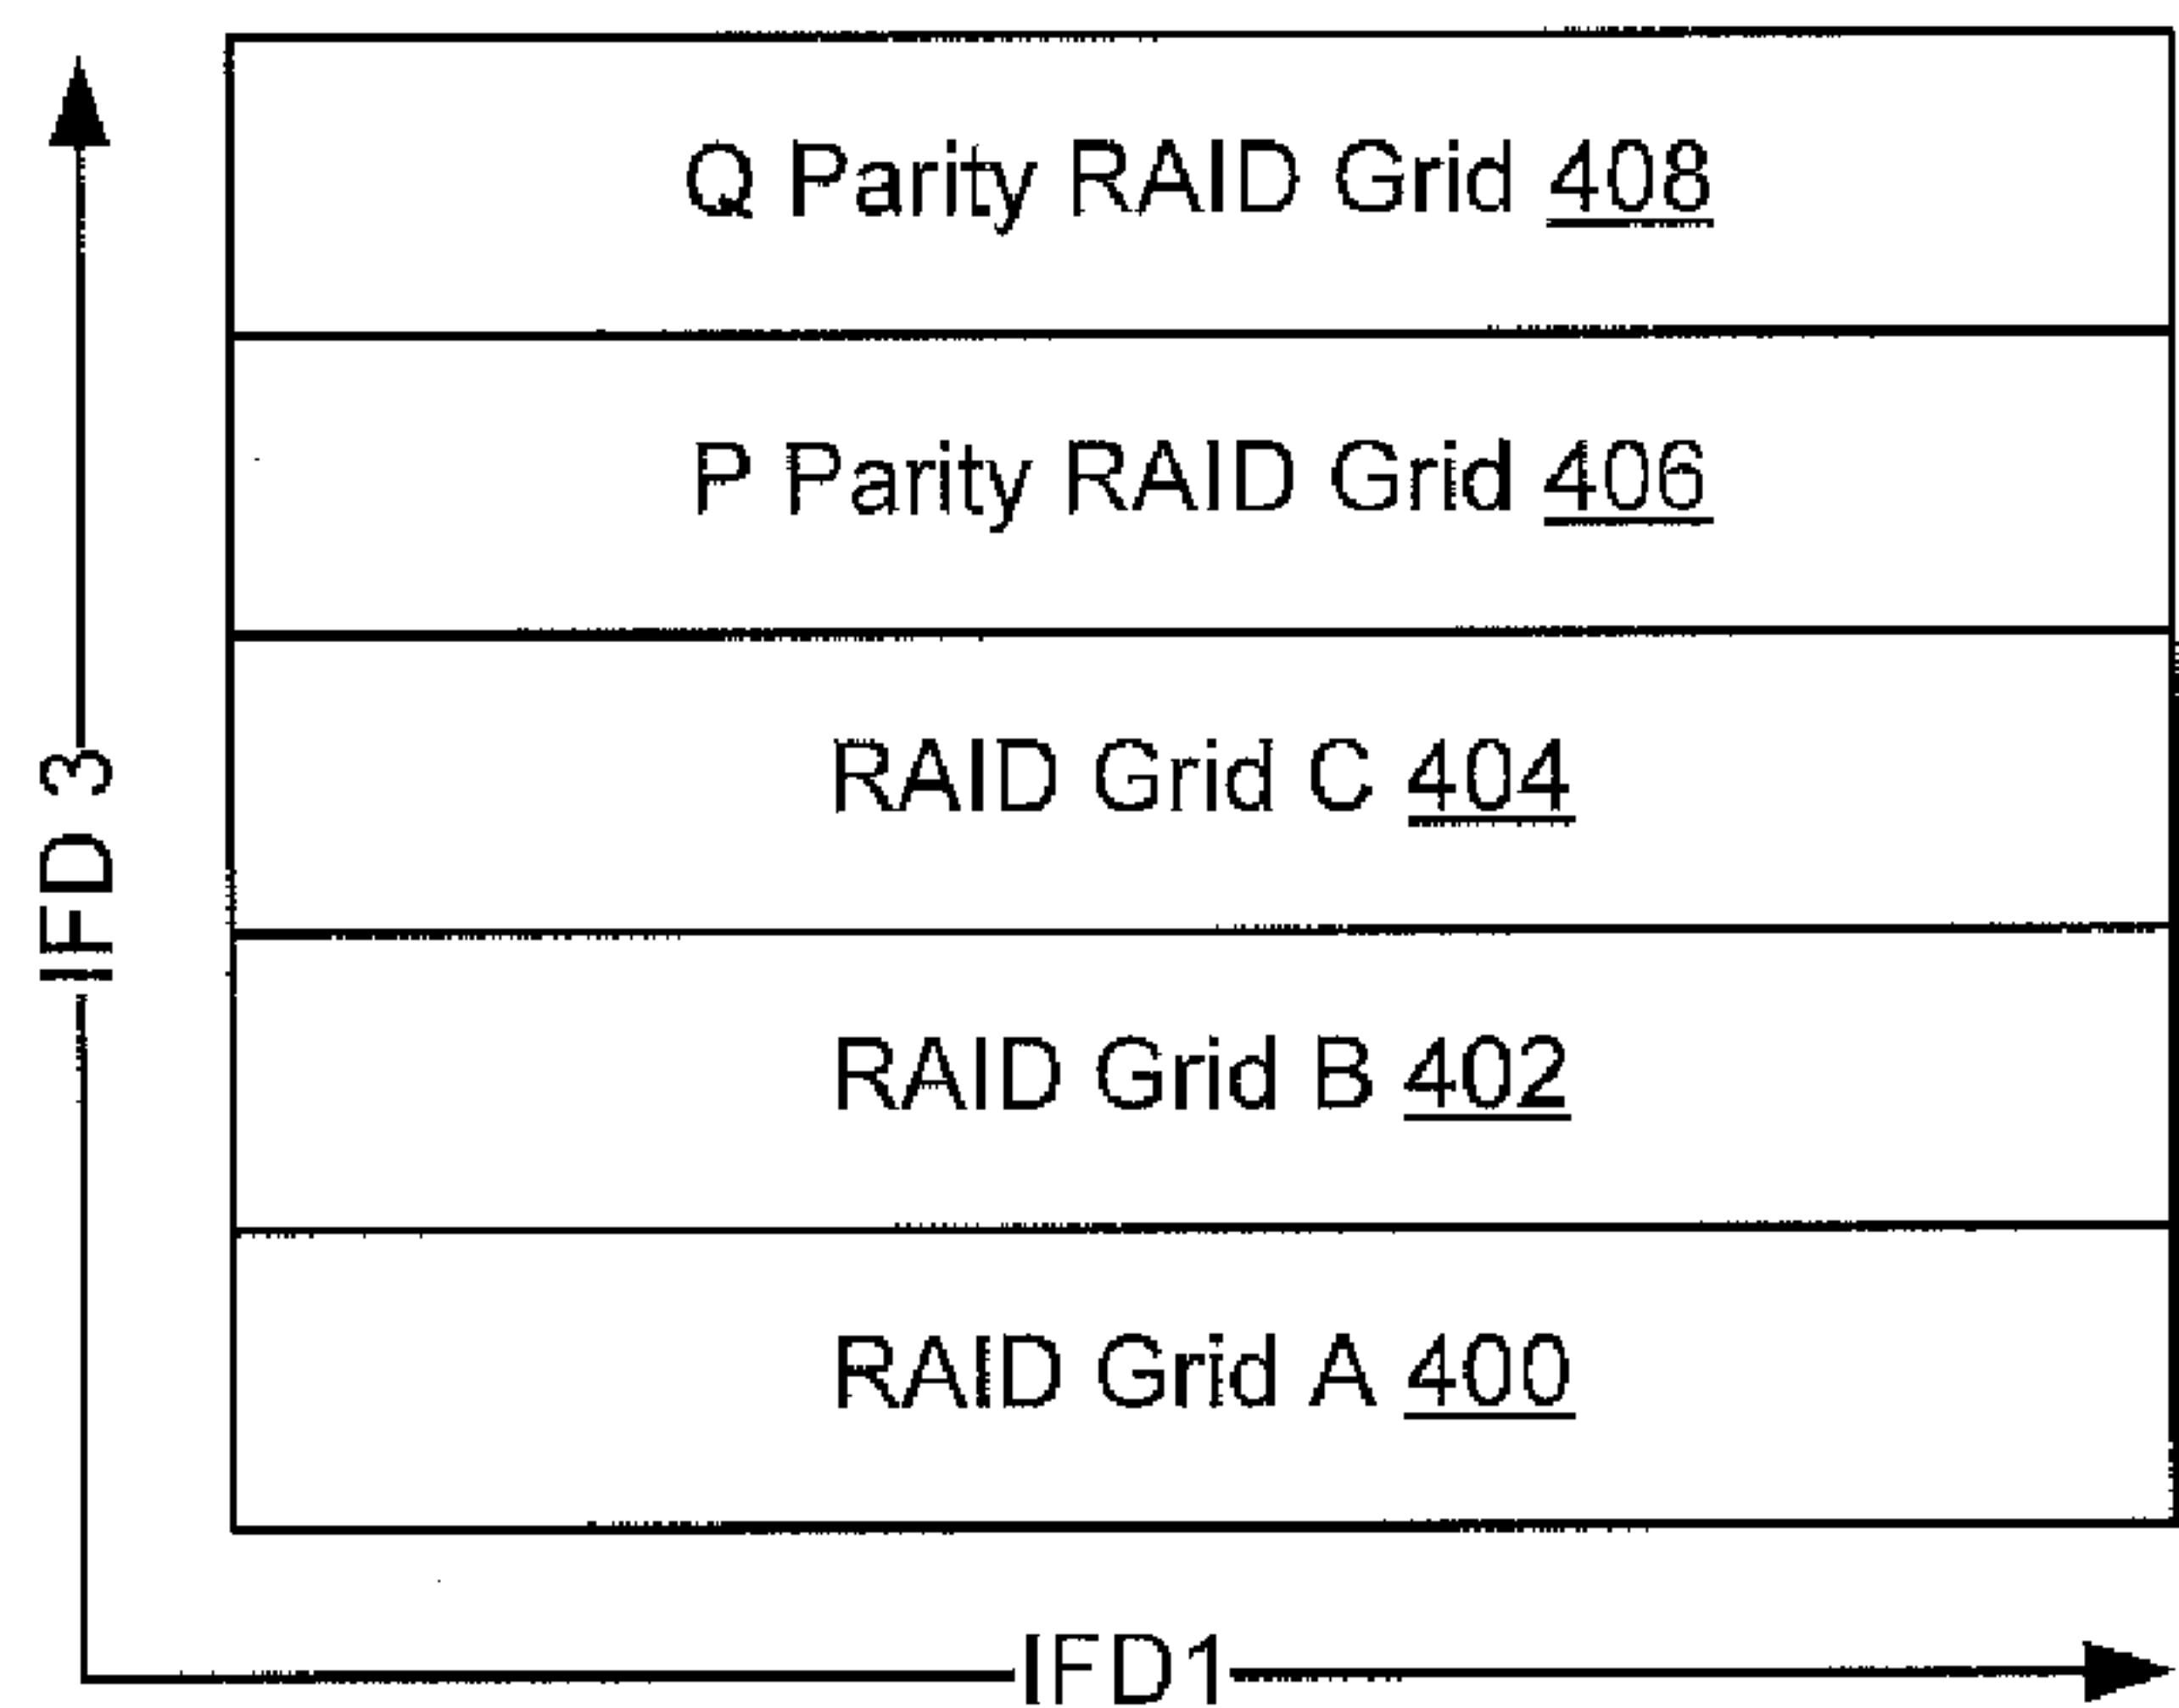 Q Parity RAID Grid 408
P Parity RAID Grid 406
RAID Grid C 404
RAID Grid B 402
RAID Grid A 400
IFD 3
IFD1